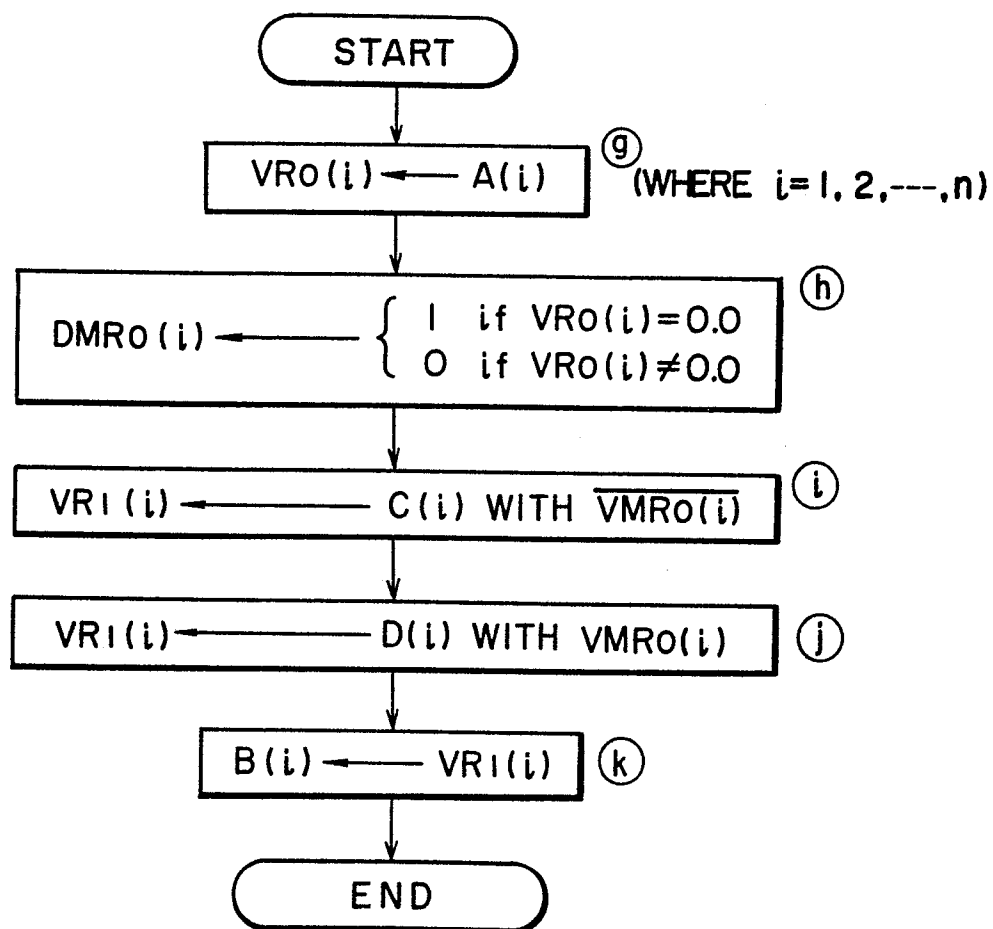 START
VR0(i) ← A(i)
ⓖ
(WHERE i=1, 2,---,n)
ⓗ
DMR0(i) ← { 1 if VR0(i)=0.0
0 if VR0(i)≠0.0
VR1(i) ← C(i) WITH V̅M̅R̅0̅(̅i̅)̅
ⓘ
VR1(i) ← D(i) WITH VMR0(i)
ⓙ
B(i) ← VR1(i)
ⓚ
END